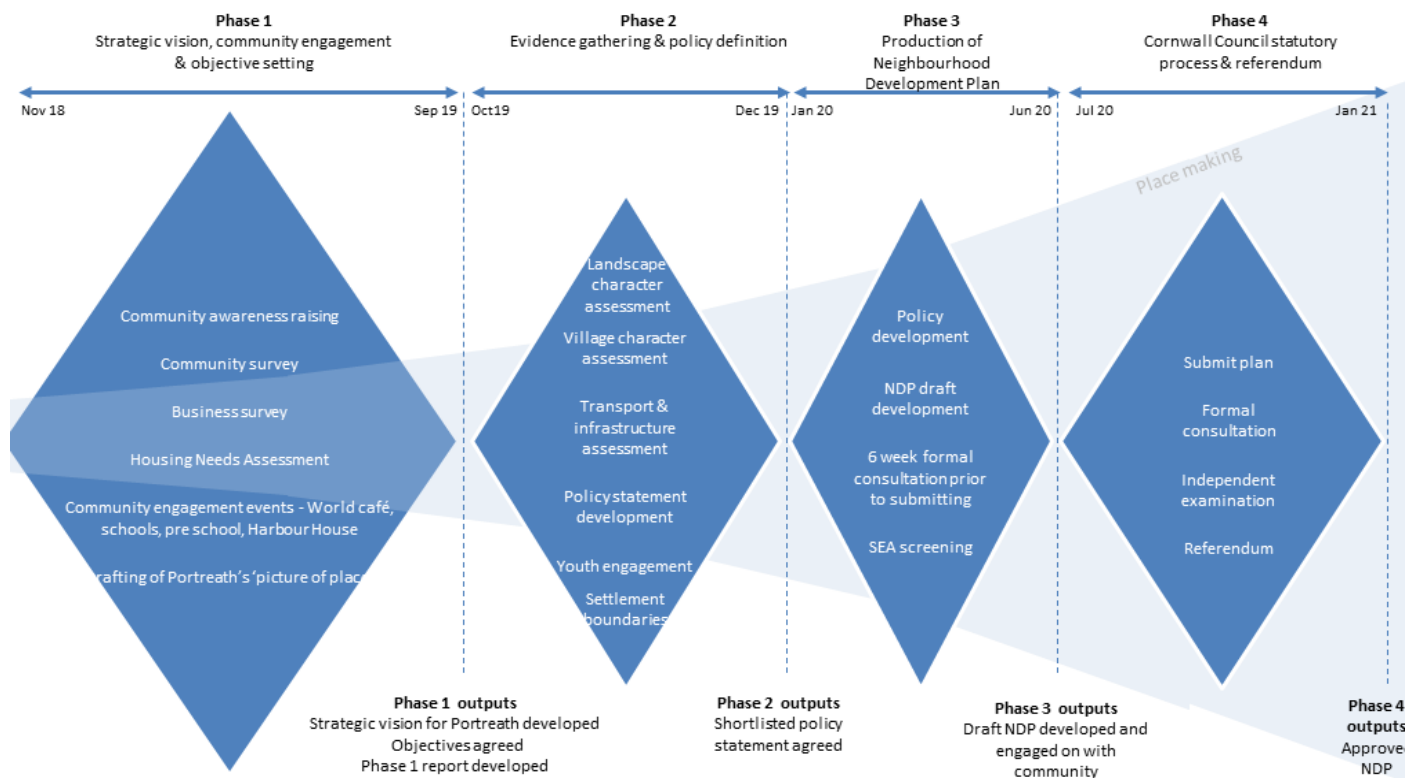 Phase 1
Strategic vision, community engagement
& objective setting
Phase 2
Evidence gathering & policy definition
Phase 3
Production of
Neighbourhood
Development Plan
Phase 4
Cornwall Council statutory
process & referendum
Nov 18
Sep 19
Oct19
Dec 19
Jan 20
Jun 20
Jul 20
Jan 21
Place making
Community awareness raising
Community survey
Business survey
Housing Needs Assessment
Community engagement events - World café,
schools, pre school, Harbour House
rafting of Portreath's 'picture of place
Landscape
character
assessment
Village character
assessment
Transport &
infrastructure
assessment
Policy statement
development
Youth engagement
Settlement
boundaries
Policy
development
NDP draft
development
6 week formal
consultation prior
to submitting
SEA screening
Submit plan
Formal
consultation
Independent
examination
Referendum
Phase 1 outputs
Strategic vision for Portreath developed
Objectives agreed
Phase 1 report developed
Phase 2 outputs
Shortlisted policy
statement agreed
Phase 3 outputs
Draft NDP developed and
engaged on with
community
Phase 4
outputs
Approved
NDP